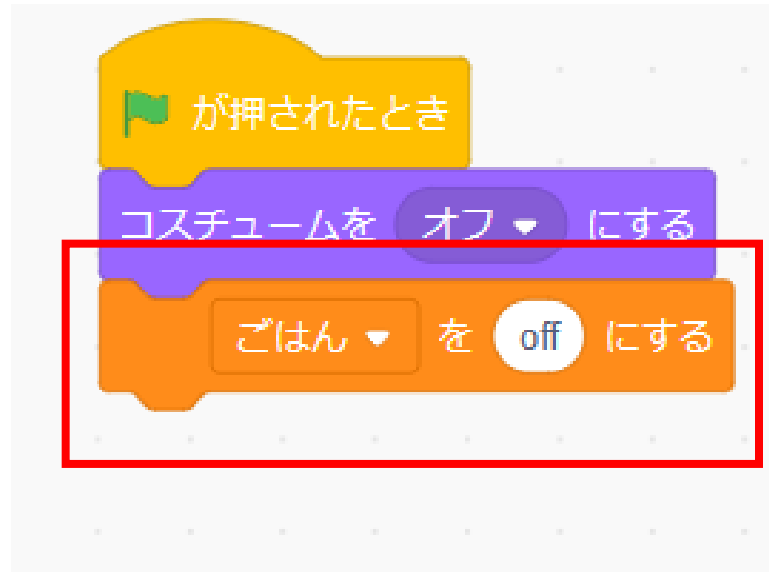 が押されたとき
コスチュームを オフ にする
ごはん を off にする